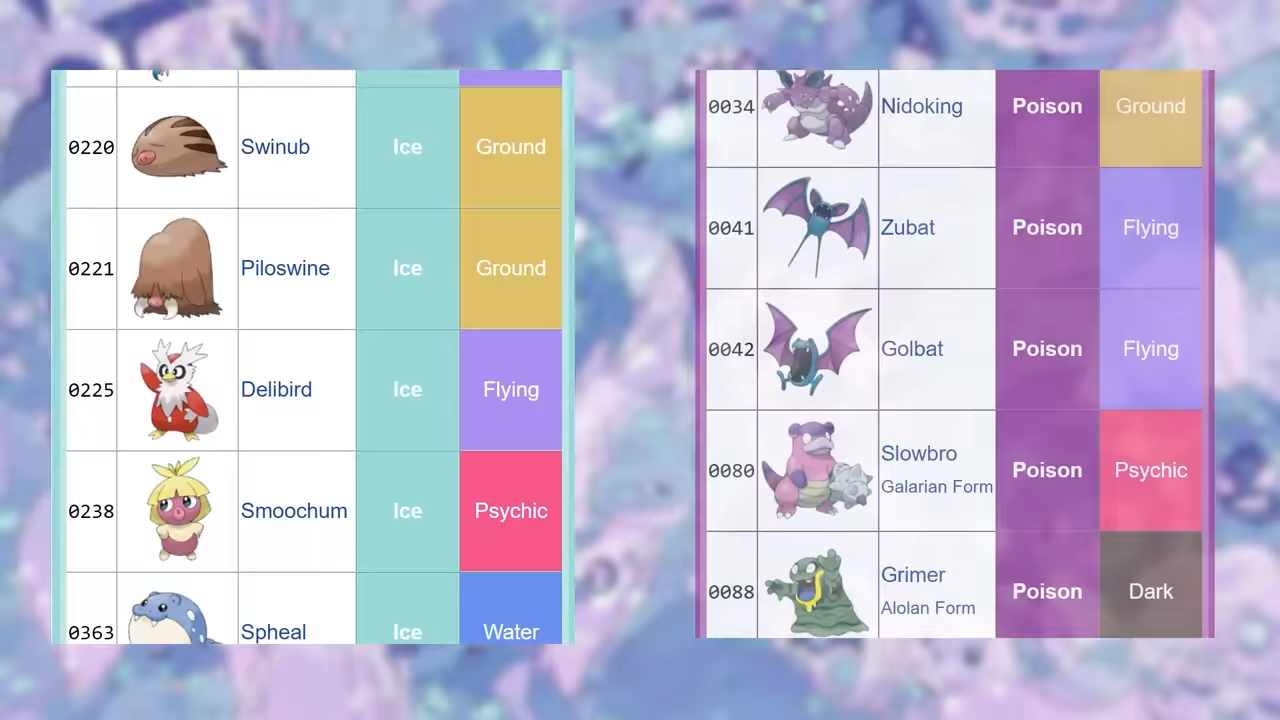 0220 Swinub Ice Ground
0221 Piloswine Ice Ground
0225 Delibird Ice Flying
0238 Smoochum Ice Psychic
0363 Spheal Ice Water
0034 Nidoking Poison Ground
0041 Zubat Poison Flying
0042 Golbat Poison Flying
0080 Slowbro Poison Psychic
Galarian Form
0088 Grimer Poison Dark
Alolan Form